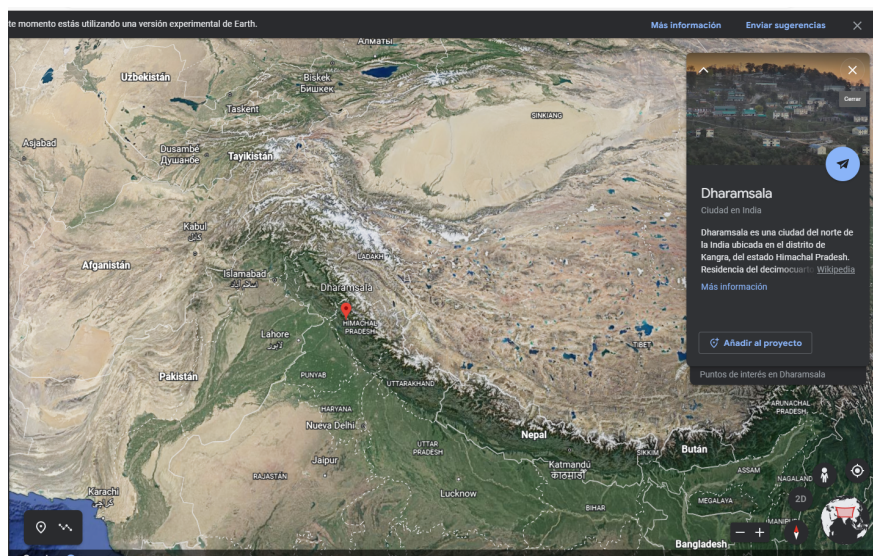 te momento estás utilizando una versión experimental de Earth.
Más información
Enviar sugerencias
Алматы
Uzbekistán
Biskek
Бишкек
Taskent
SINKIANG
Asjabad
Dusambé
Душанбе
Tayikistán
Kabul
کابل
Afganistán
LADAKH
Islamabad
Dharamsala
HIMACHAL
PRADESH
Lahore
لاہور
TÍBET
Pakistán
PUNYAB
UTTARAKHAND
HARYANA
Nueva Delhi
Nepal
UTTAR
PRADESH
SIKKIM
Bután
ARUNACHAL
PRADESH
Jaipur
Katmandú
काठमाडौं
RAJASTÁN
ASSAM
NAGALAND
Karachi
کراچی
Lucknow
BIHAR
MEGALAYA
Bangladesh
2D
Cerrar
Dharamsala
Ciudad en India
Dharamsala es una ciudad del norte de
la India ubicada en el distrito de
Kangra, del estado Himachal Pradesh.
Residencia del decimocuarto Wikipedia
Más información
Añadir al proyecto
Puntos de interés en Dharamsala